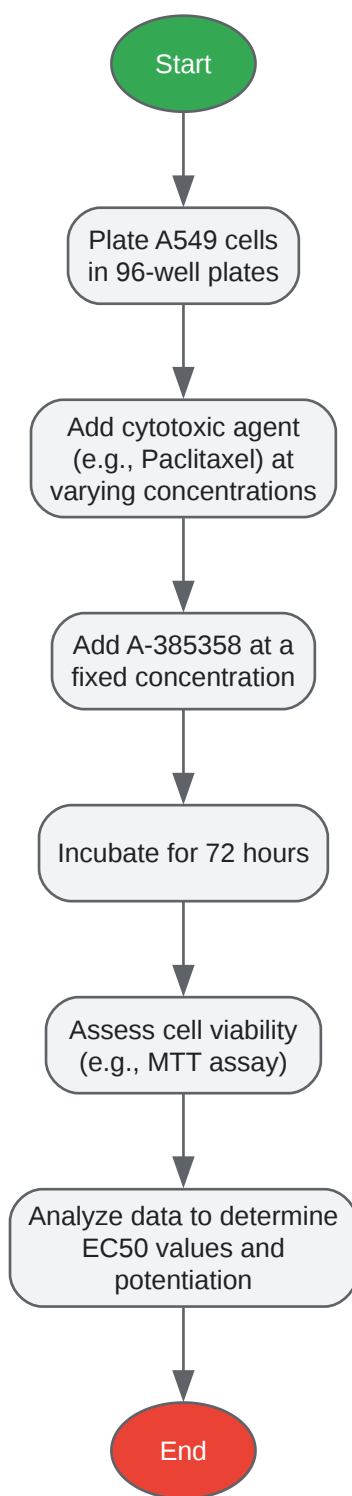 Start
Plate A549 cells
in 96-well plates
Add cytotoxic agent
(e.g., Paclitaxel) at
varying concentrations
Add A-385358 at a
fixed concentration
Incubate for 72 hours
Assess cell viability
(e.g., MTT assay)
Analyze data to determine
EC50 values and
potentiation
End